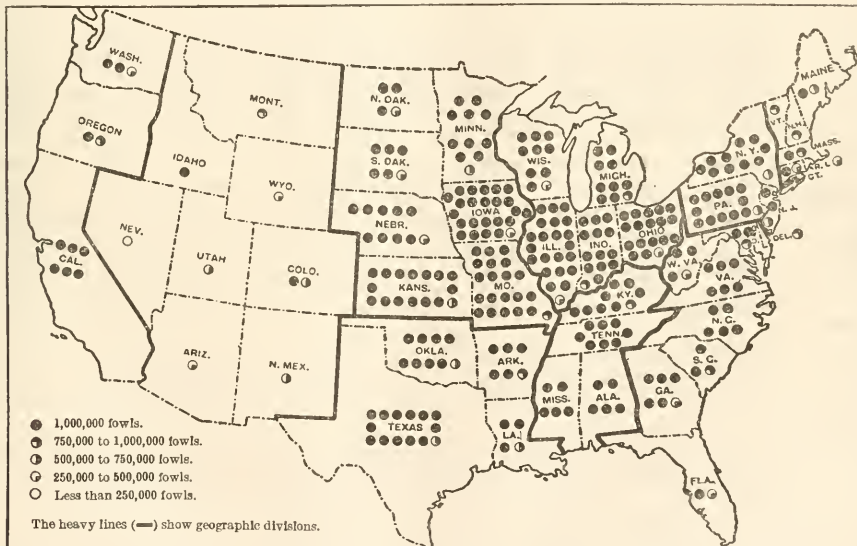 WASH.
MONT.
N. DAK.
MINN.
MAINE
OREGON
IDAHO
S. DAK.
WIS.
MICH.
VT.
N.H.
N.Y.
MASS.
R.I.
CT.
WYO.
NEBR.
IOWA
PA.
N.J.
NEV.
UTAH
COLO.
ILL.
IND.
OHIO
W. VA.
DEL.
CAL.
KANS.
MO.
KY.
VA.
ARIZ.
N. MEX.
OKLA.
ARK.
TENN.
N. C.
S. C.
TEXAS
LA.
MISS.
ALA.
GA.
FLA.
1,000,000 fowls.
750,000 to 1,000,000 fowls.
500,000 to 750,000 fowls.
250,000 to 500,000 fowls.
Less than 250,000 fowls.
The heavy lines (━) show geographic divisions.